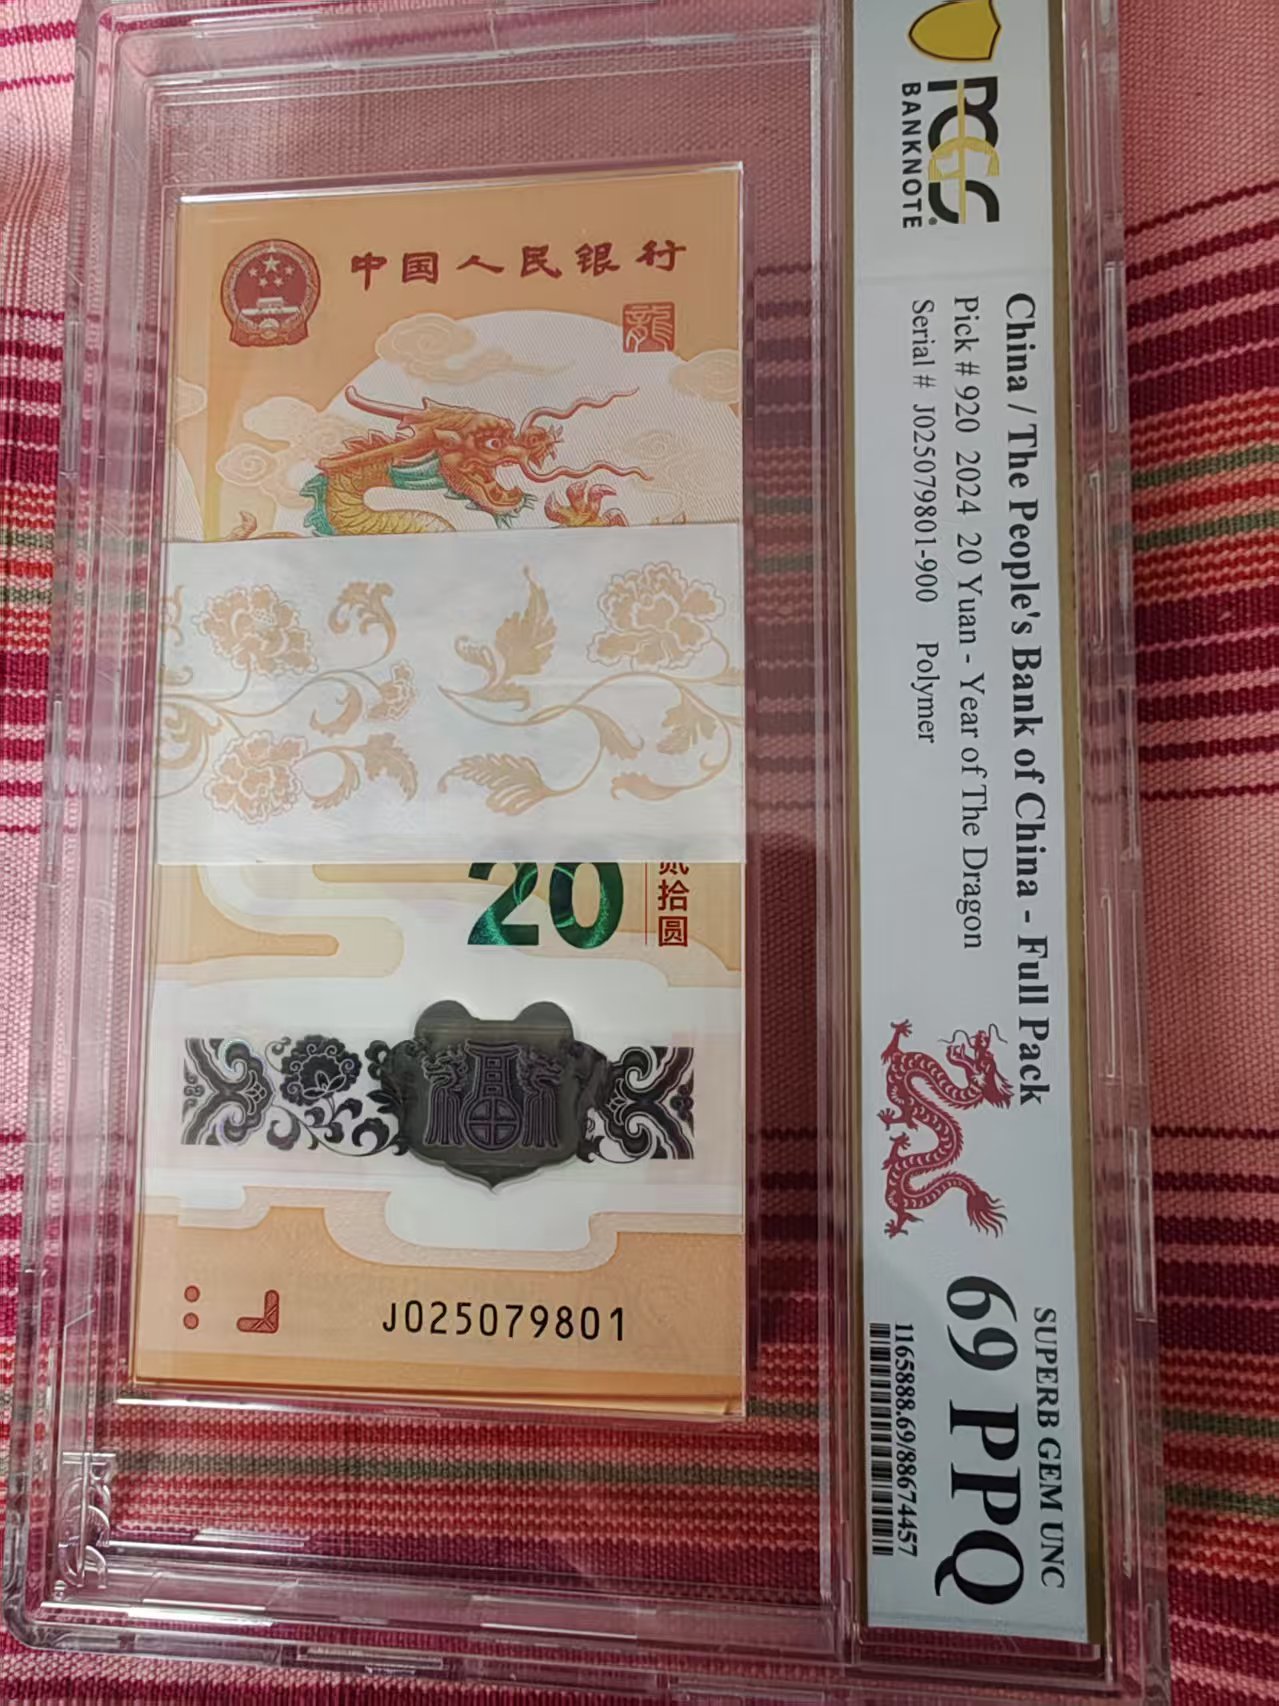 PCGS
BANKNOTE
China / The People's Bank of China - Full Pack
Pick # 920 2024 20 Yuan - Year of The Dragon
Serial # J025079801-900 Polymer
SUPERB GEM UNC
69 PPQ
1165888.69/88674457
中国人民银行
20
贰拾圆
J025079801